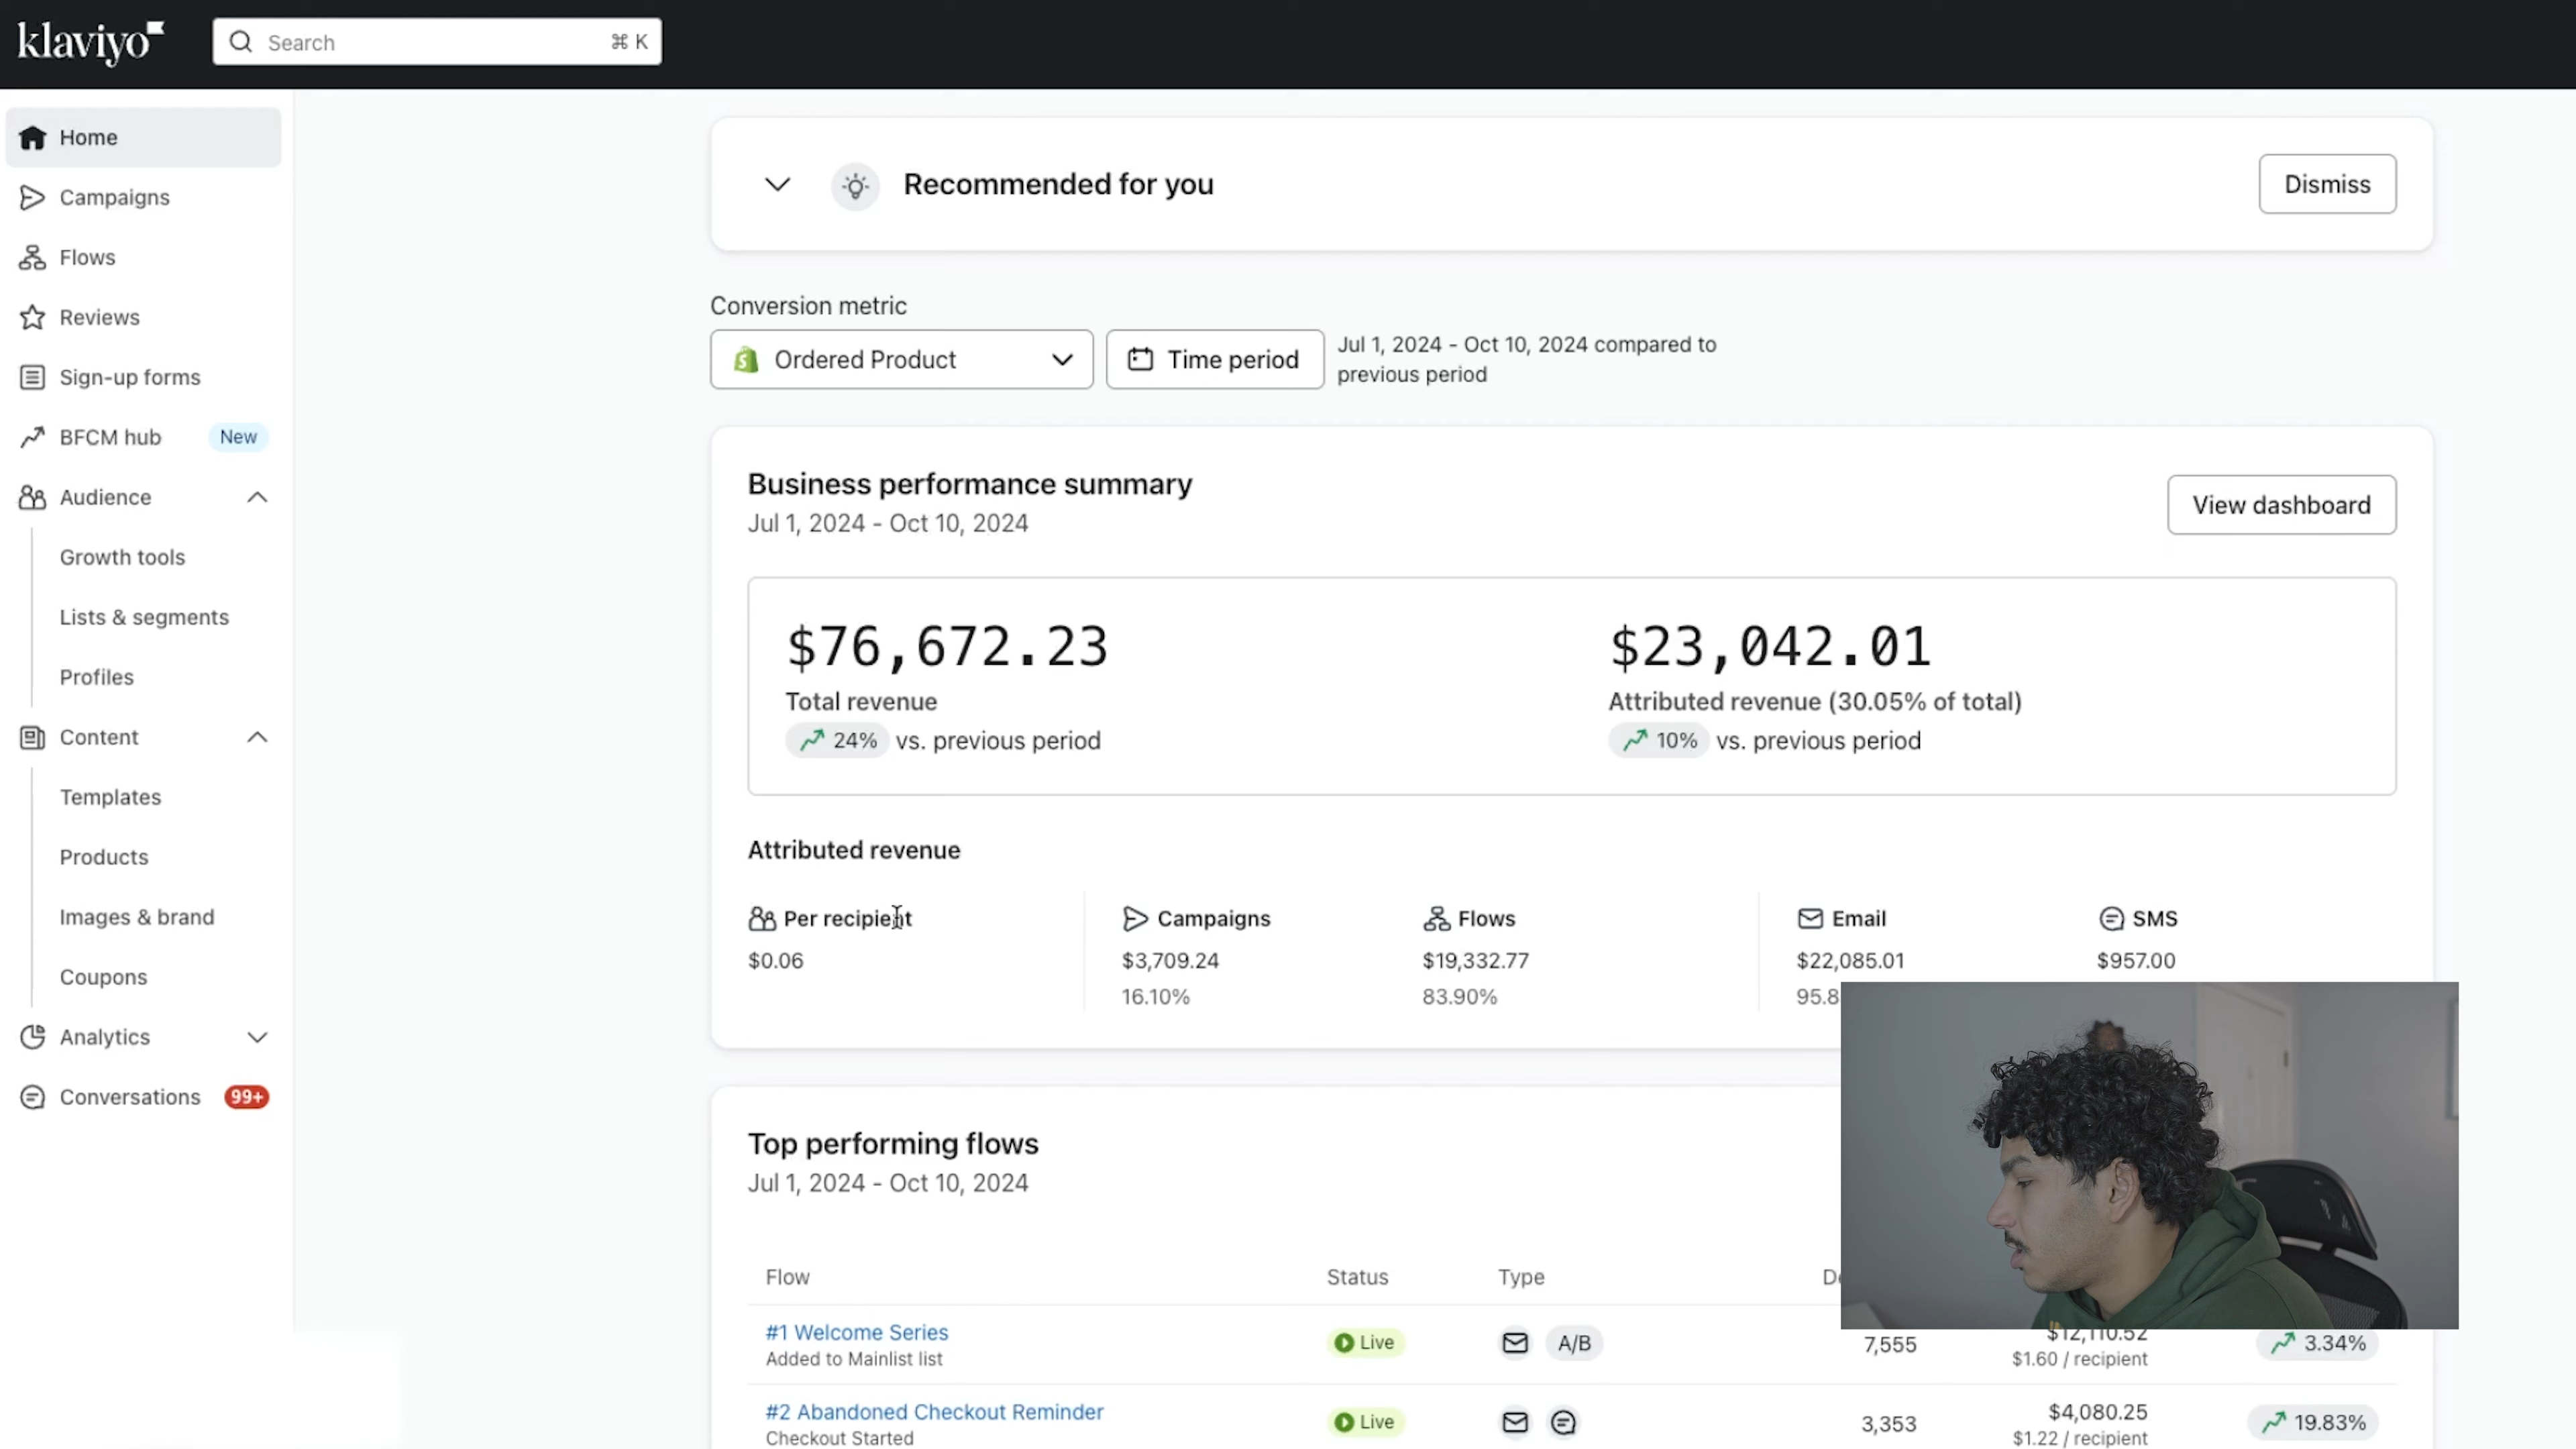 klaviyo
Search ⌘ K
Home
Campaigns
Flows
Reviews
Sign-up forms
BFCM hub New
Audience
Growth tools
Lists & segments
Profiles
Content
Templates
Products
Images & brand
Coupons
Analytics
Conversations 99+
Recommended for you
Dismiss
Conversion metric
Ordered Product
Time period
Jul 1, 2024 - Oct 10, 2024 compared to
previous period
Business performance summary
Jul 1, 2024 - Oct 10, 2024
View dashboard
$76,672.23
Total revenue
24% vs. previous period
$23,042.01
Attributed revenue (30.05% of total)
10% vs. previous period
Attributed revenue
Per recipient
$0.06
Campaigns
$3,709.24
16.10%
Flows
$19,332.77
83.90%
Email
$22,085.01
95.8
SMS
$957.00
Top performing flows
Jul 1, 2024 - Oct 10, 2024
Flow Status Type
#1 Welcome Series Live A/B 7,555 $12,110.52 3.34%
Added to Mainlist list $1.60 / recipient
#2 Abandoned Checkout Reminder Live 3,353 $4,080.25 19.83%
Checkout Started $1.22 / recipient